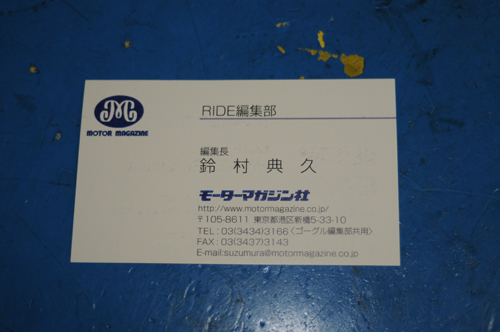 M
MOTOR MAGAZINE
RIDE編集部
編集長
鈴村典久
モーターマガジン社
http://www.motormagazine.co.jp/
〒105-8611 東京都港区新橋5-33-10
TEL : 03(3434)3166〈ゴーグル編集部共用〉
FAX : 03(3437)3143
E-mail:suzumura@motormagazine.co.jp